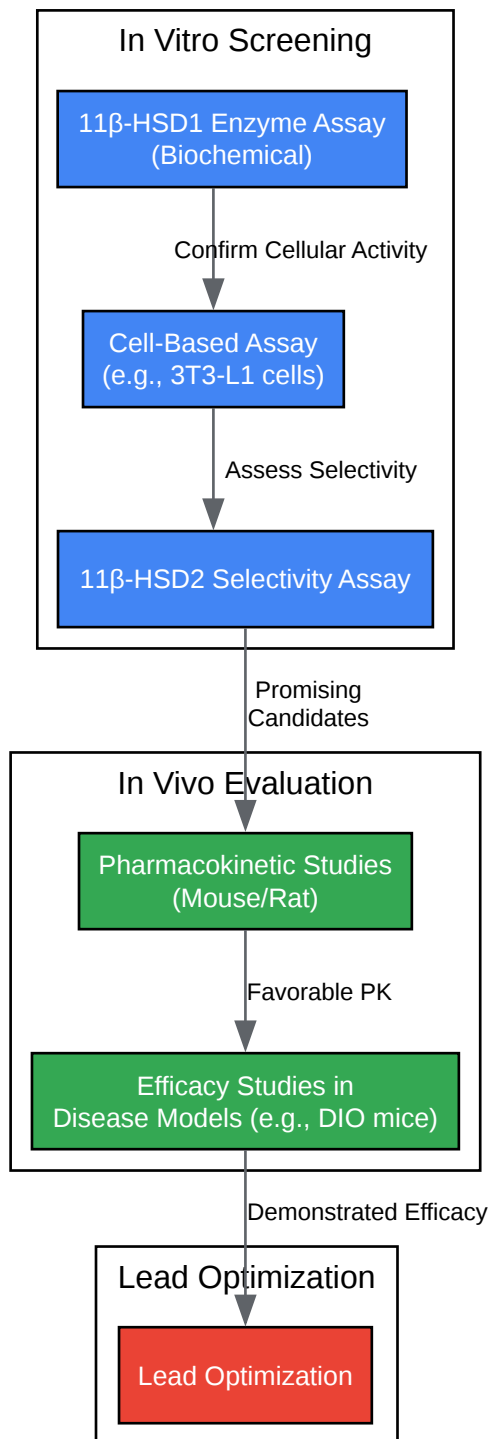 In Vitro Screening
11β-HSD1 Enzyme Assay
(Biochemical)
Confirm Cellular Activity
Cell-Based Assay
(e.g., 3T3-L1 cells)
Assess Selectivity
11β-HSD2 Selectivity Assay
Promising
Candidates
In Vivo Evaluation
Pharmacokinetic Studies
(Mouse/Rat)
Favorable PK
Efficacy Studies in
Disease Models (e.g., DIO mice)
Demonstrated Efficacy
Lead Optimization
Lead Optimization